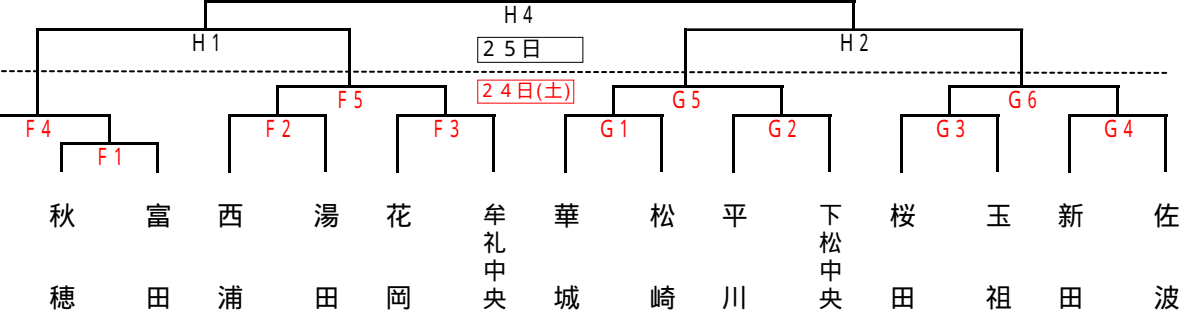 H4
H1
25日
H2
24日(土)
F5
G5
G6
F4
F2
F3
G1
G2
G3
G4
F1
秋穂
富田
西浦
湯田
花岡
牟礼中央
華城
松崎
平川
下松中央
桜田
玉祖
新田
佐波